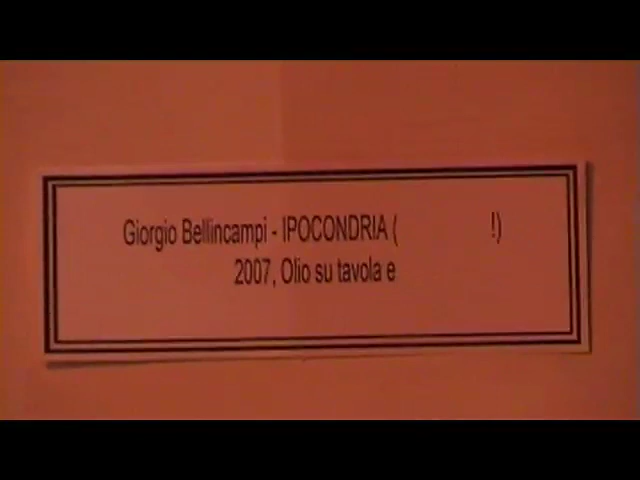 Giorgio Bellincampi - IPOCONDRIA ( !)
2007, Olio su tavola e